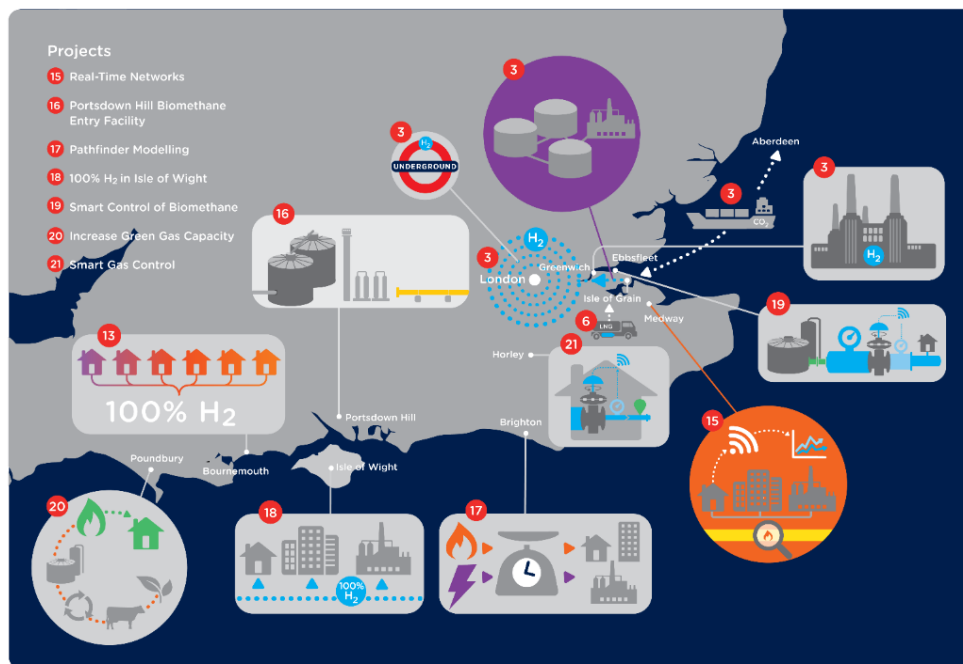 Projects
15 Real-Time Networks
16 Portsdown Hill Biomethane
Entry Facility
17 Pathfinder Modelling
18 100% H2 in Isle of Wight
19 Smart Control of Biomethane
20 Increase Green Gas Capacity
21 Smart Gas Control
3
3
H2
UNDERGROUND
Aberdeen
3
CO2
3
H2
16
H2
3
London
Greenwich
Ebbsfleet
Isle of Grain
Medway
6
LNG
19
13
100% H2
Horley
21
Portsdown Hill
Brighton
15
Poundbury
Bournemouth
Isle of Wight
20
18
100%
H2
17